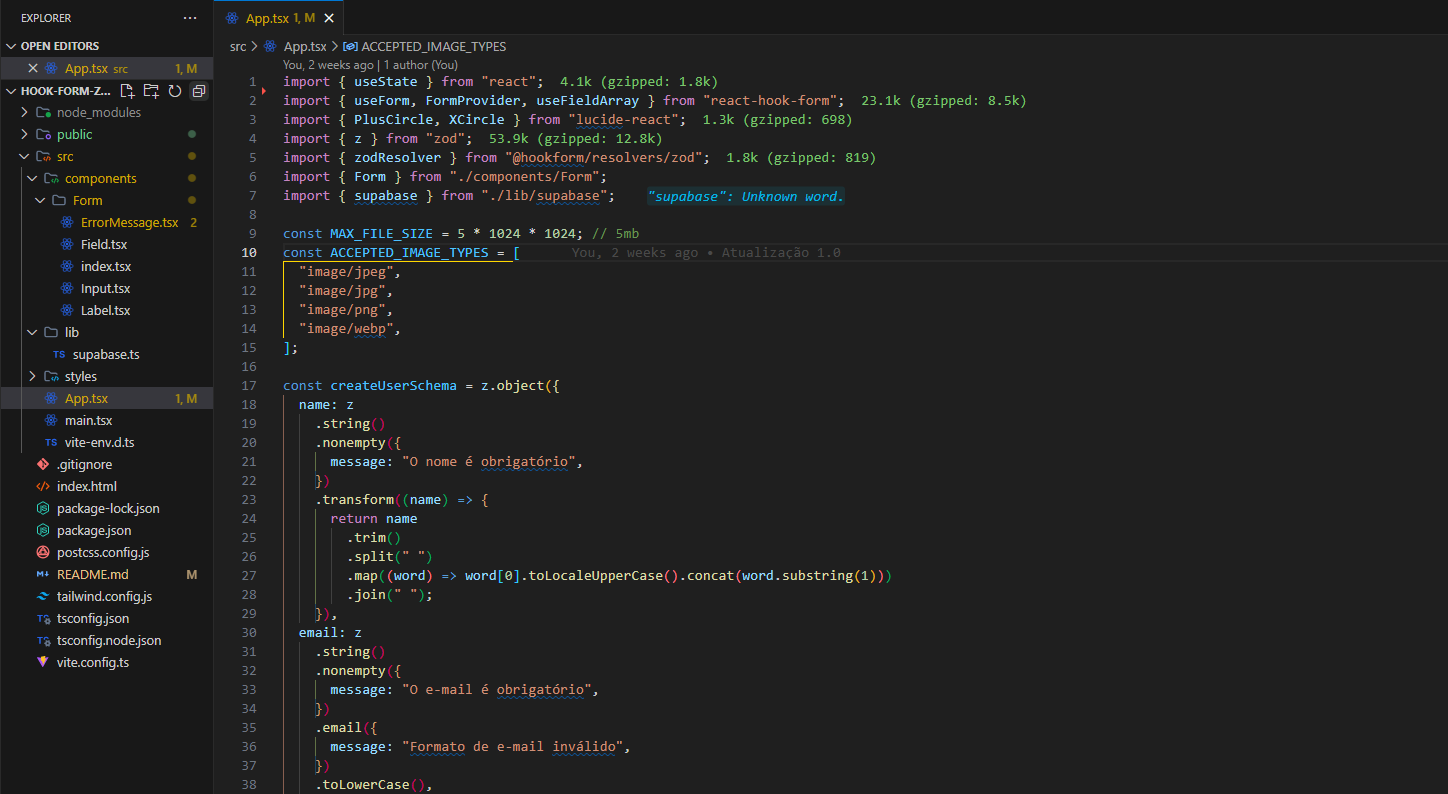 EXPLORER
OPEN EDITORS
App.tsx src 1, M
HOOK-FORM-Z...
node_modules
public
src
components
Form
ErrorMessage.tsx 2
Field.tsx
index.tsx
Input.tsx
Label.tsx
lib
TS supabase.ts
styles
App.tsx 1, M
main.tsx
TS vite-env.d.ts
.gitignore
index.html
package-lock.json
package.json
postcss.config.js
README.md M
tailwind.config.js
tsconfig.json
tsconfig.node.json
vite.config.ts
App.tsx 1, M
src > App.tsx > ACCEPTED_IMAGE_TYPES
You, 2 weeks ago | 1 author (You)
1 import { useState } from "react"; 4.1k (gzipped: 1.8k)
2 import { useForm, FormProvider, useFieldArray } from "react-hook-form"; 23.1k (gzipped: 8.5k)
3 import { PlusCircle, XCircle } from "lucide-react"; 1.3k (gzipped: 698)
4 import { z } from "zod"; 53.9k (gzipped: 12.8k)
5 import { zodResolver } from "@hookform/resolvers/zod"; 1.8k (gzipped: 819)
6 import { Form } from "./components/Form";
7 import { supabase } from "./lib/supabase"; "supabase": Unknown word.
8
9 const MAX_FILE_SIZE = 5 * 1024 * 1024; // 5mb
10 const ACCEPTED_IMAGE_TYPES = [ You, 2 weeks ago • Atualização 1.0
11 "image/jpeg",
12 "image/jpg",
13 "image/png",
14 "image/webp",
15 ];
16
17 const createUserSchema = z.object({
18 name: z
19 .string()
20 .nonempty({
21 message: "O nome é obrigatório",
22 })
23 .transform((name) => {
24 return name
25 .trim()
26 .split(" ")
27 .map((word) => word[0].toLocaleUpperCase().concat(word.substring(1)))
28 .join(" ");
29 }),
30 email: z
31 .string()
32 .nonempty({
33 message: "O e-mail é obrigatório",
34 })
35 .email({
36 message: "Formato de e-mail inválido",
37 })
38 .toLowerCase(),